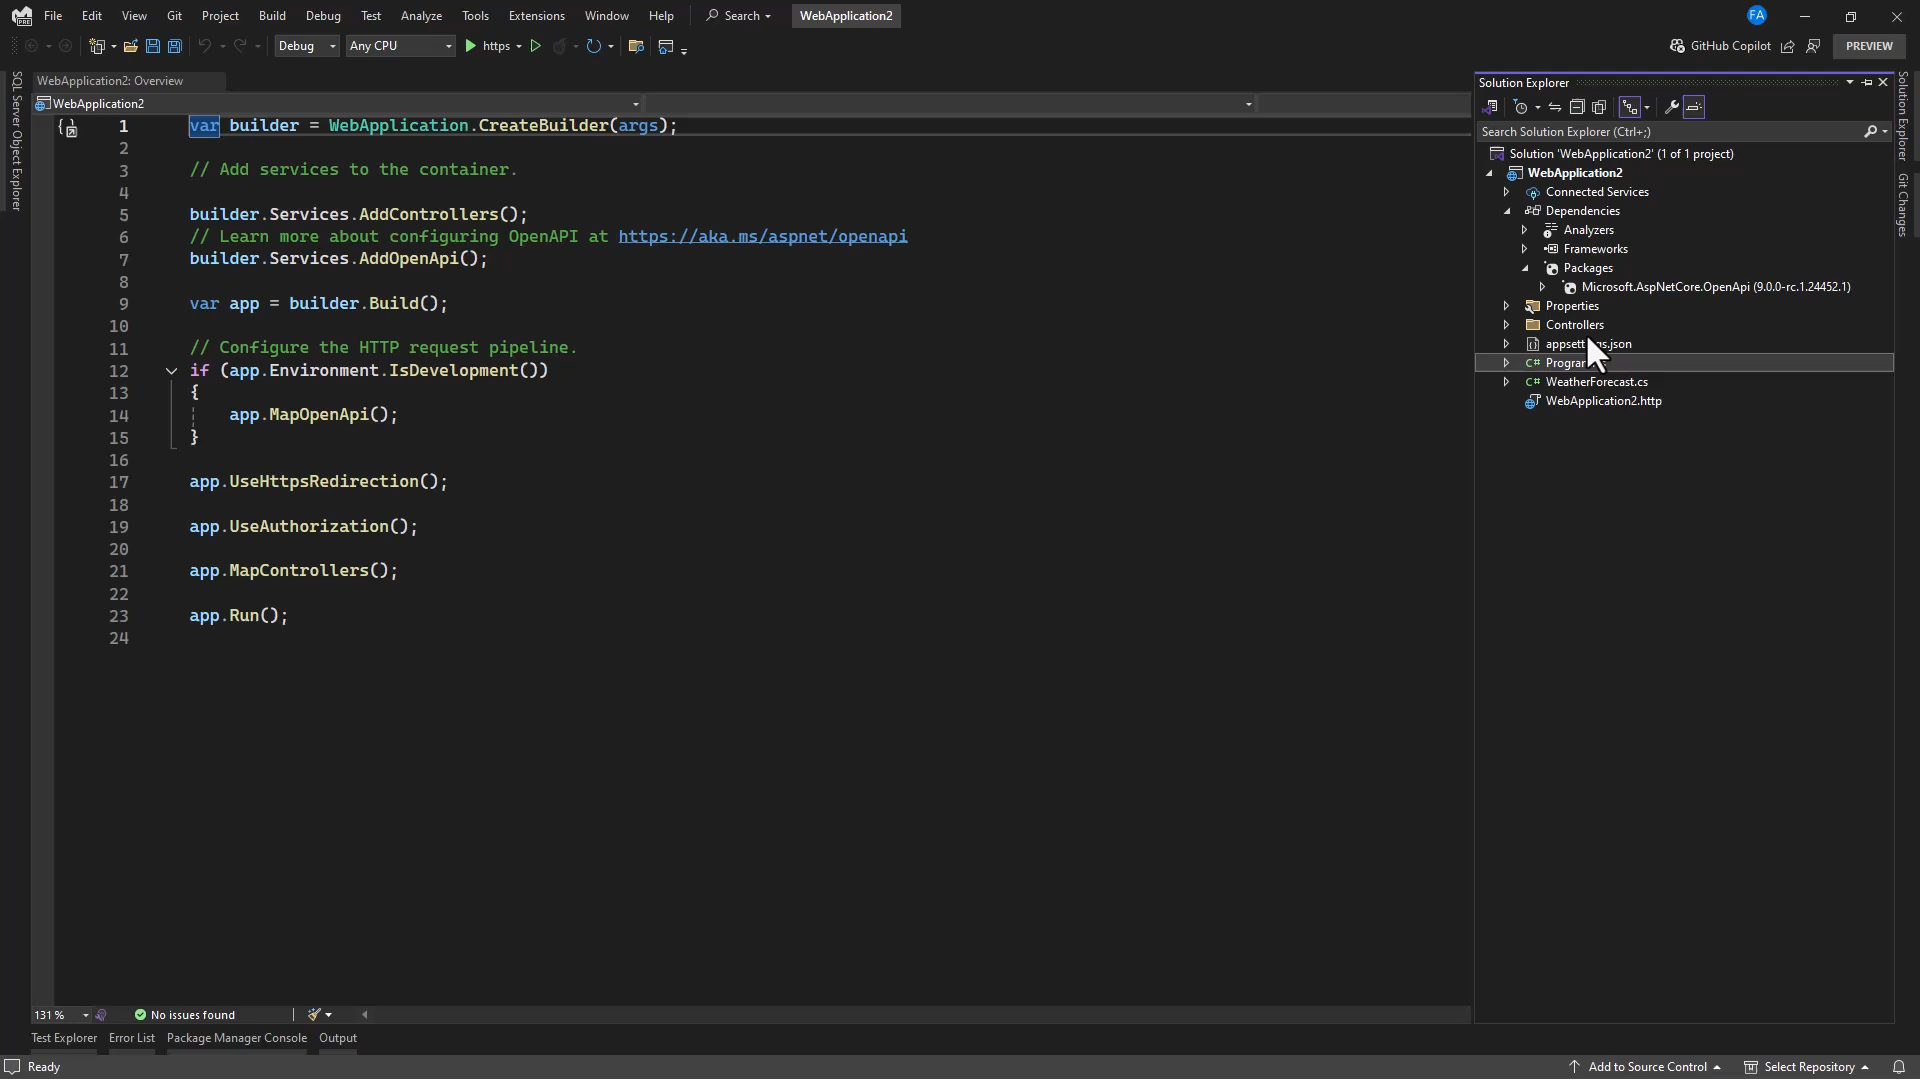 File Edit View Git Project Build Debug Test Analyze Tools Extensions Window Help Search WebApplication2 FA
Debug Any CPU https GitHub Copilot PREVIEW
SQL Server Object Explorer
WebApplication2: Overview
WebApplication2
1 var builder = WebApplication.CreateBuilder(args);
2
3 // Add services to the container.
4
5 builder.Services.AddControllers();
6 // Learn more about configuring OpenAPI at https://aka.ms/aspnet/openapi
7 builder.Services.AddOpenApi();
8
9 var app = builder.Build();
10
11 // Configure the HTTP request pipeline.
12 if (app.Environment.IsDevelopment())
13 {
14 app.MapOpenApi();
15 }
16
17 app.UseHttpsRedirection();
18
19 app.UseAuthorization();
20
21 app.MapControllers();
22
23 app.Run();
24
131 % No issues found
Test Explorer Error List Package Manager Console Output
Solution Explorer
Search Solution Explorer (Ctrl+;)
Solution 'WebApplication2' (1 of 1 project)
WebApplication2
Connected Services
Dependencies
Analyzers
Frameworks
Packages
Microsoft.AspNetCore.OpenApi (9.0.0-rc.1.24452.1)
Properties
Controllers
C# WeatherForecast.cs
WebApplication2.http
Solution Explorer
Git Changes
Ready Add to Source Control Select Repository